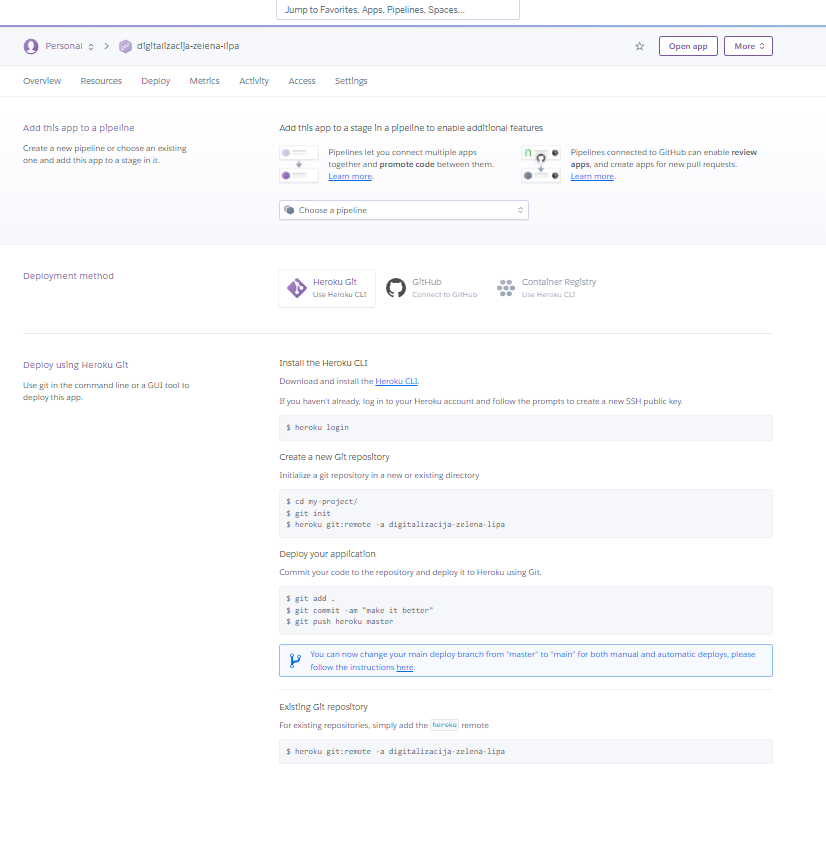 Jump to Favorites, Apps, Pipelines, Spaces...
Personal
digitalizacija-zelena-lipa
Open app
More
Overview Resources Deploy Metrics Activity Access Settings
Add this app to a pipeline
Create a new pipeline or choose an existing
one and add this app to a stage in it.
Add this app to a stage in a pipeline to enable additional features
Pipelines let you connect multiple apps
together and promote code between them.
Learn more.
Pipelines connected to GitHub can enable review
apps, and create apps for new pull requests.
Learn more.
Choose a pipeline
Deployment method
Heroku Git
Use Heroku CLI
GitHub
Connect to GitHub
Container Registry
Use Heroku CLI
Deploy using Heroku Git
Use git in the command line or a GUI tool to
deploy this app.
Install the Heroku CLI
Download and install the Heroku CLI.
If you haven't already, log in to your Heroku account and follow the prompts to create a new SSH public key.
$ heroku login
Create a new Git repository
Initialize a git repository in a new or existing directory
$ cd my-project/
$ git init
$ heroku git:remote -a digitalizacija-zelena-lipa
Deploy your application
Commit your code to the repository and deploy it to Heroku using Git.
$ git add .
$ git commit -am "make it better"
$ git push heroku master
You can now change your main deploy branch from "master" to "main" for both manual and automatic deploys, please
follow the instructions here.
Existing Git repository
For existing repositories, simply add the heroku remote
$ heroku git:remote -a digitalizacija-zelena-lipa